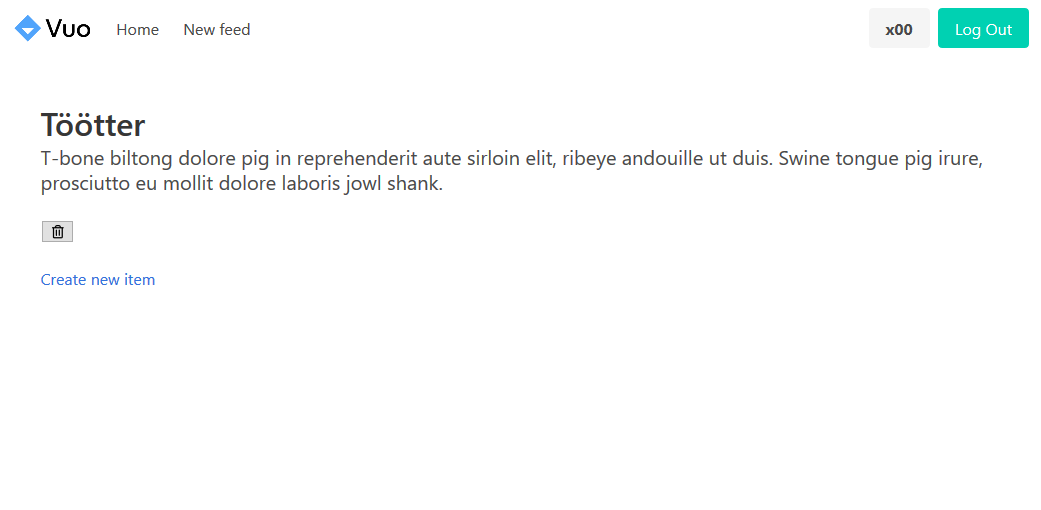 Vuo Home New feed x00 Log Out
Töötter
T-bone biltong dolore pig in reprehenderit aute sirloin elit, ribeye andouille ut duis. Swine tongue pig irure,
prosciutto eu mollit dolore laboris jowl shank.
Create new item